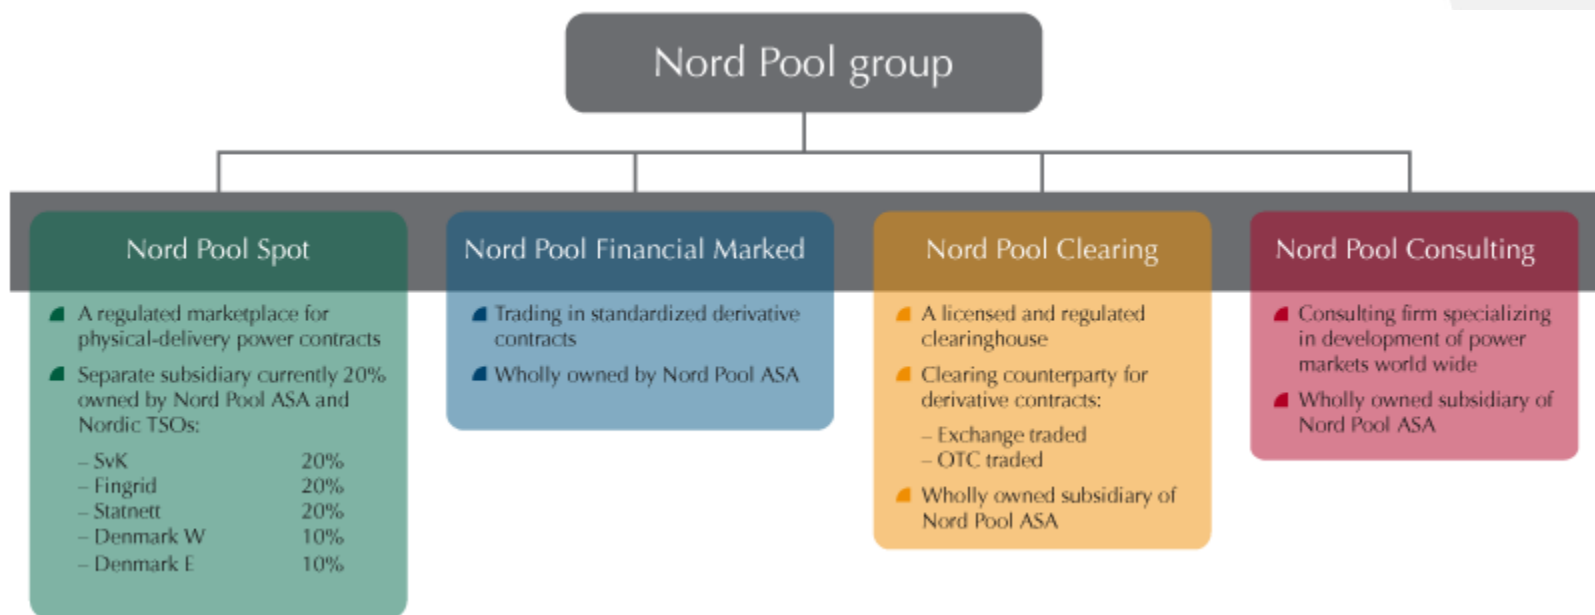 Nord Pool group
Nord Pool Spot
A regulated marketplace for
physical-delivery power contracts
Separate subsidiary currently 20%
owned by Nord Pool ASA and
Nordic TSOs:
– SvK 20%
– Fingrid 20%
– Statnett 20%
– Denmark W 10%
– Denmark E 10%
Nord Pool Financial Marked
Trading in standardized derivative
contracts
Wholly owned by Nord Pool ASA
Nord Pool Clearing
A licensed and regulated
clearinghouse
Clearing counterparty for
derivative contracts:
– Exchange traded
– OTC traded
Wholly owned subsidiary of
Nord Pool ASA
Nord Pool Consulting
Consulting firm specializing
in development of power
markets world wide
Wholly owned subsidiary of
Nord Pool ASA